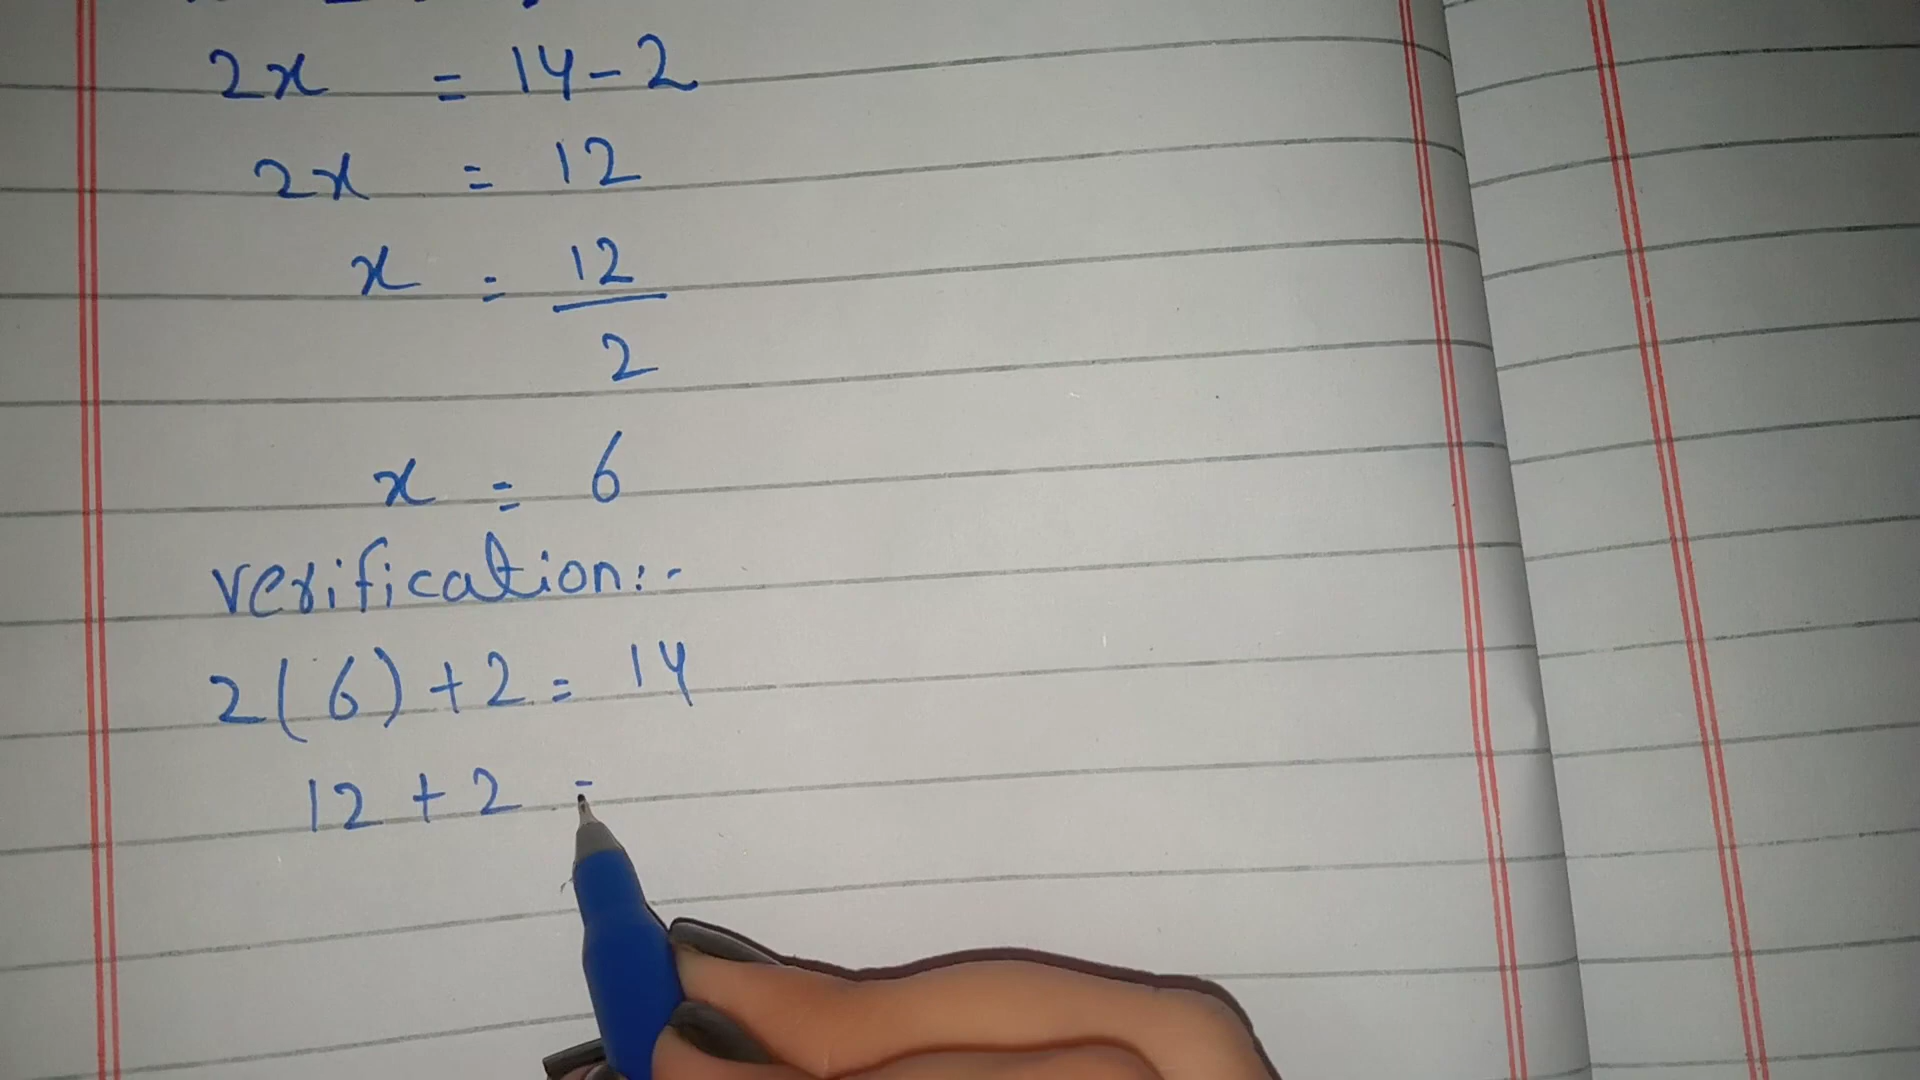 2x = 14 - 2
2x = 12
x = 12
2
x = 6
verification:-
2(6) + 2 = 14
12 + 2 =